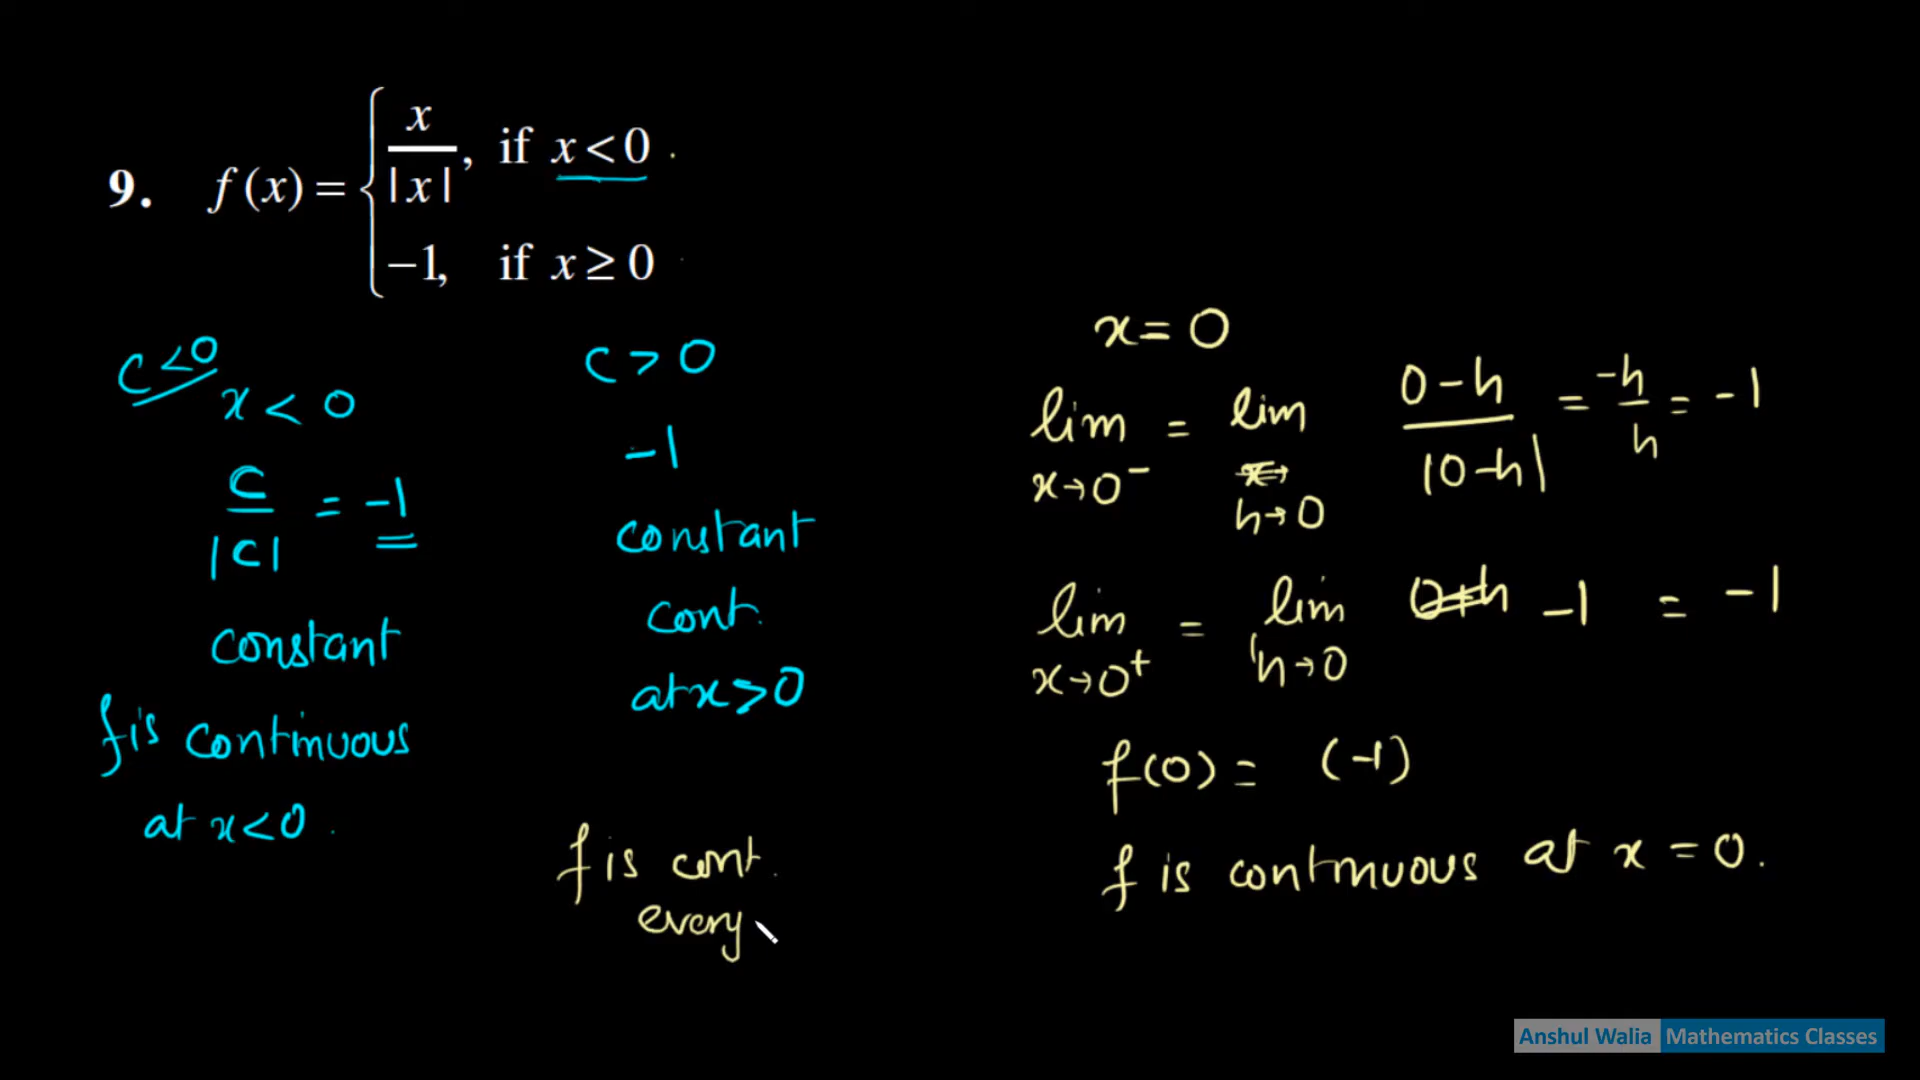 9. f(x) = { x/|x|, if x < 0 .
−1, if x ≥ 0
c < 0
x < 0
c/|c| = -1
constant
f is continuous
at x < 0 .
c > 0
-1
constant
cont.
at x > 0
f is cont.
every
x = 0
lim x→0⁻ = lim h→0 (0-h)/|0-h| = -h/h = -1
lim x→0⁺ = lim h→0 -1 = -1
f(0) = (-1)
f is continuous at x = 0.
Anshul Walia Mathematics Classes